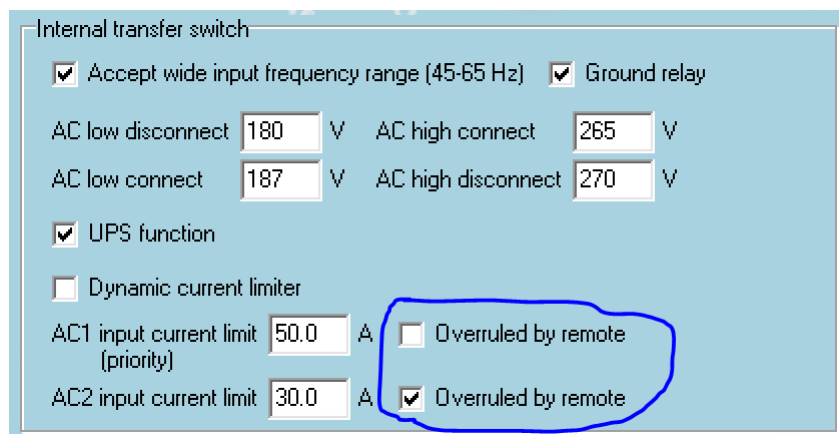 Internal transfer switch
Accept wide input frequency range (45-65 Hz) Ground relay
AC low disconnect 180 V AC high connect 265 V
AC low connect 187 V AC high disconnect 270 V
UPS function
Dynamic current limiter
AC1 input current limit 50.0 A Overruled by remote
(priority)
AC2 input current limit 30.0 A Overruled by remote